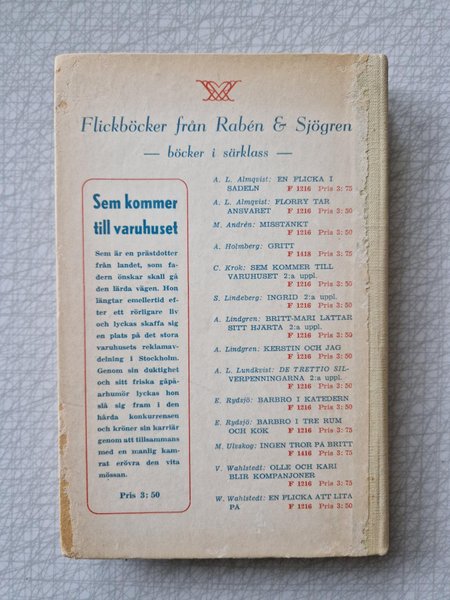 Flickböcker från Rabén & Sjögren
— böcker i särklass —
Sem kommer
till varuhuset
Sem är en prästdotter
från landet, som fa-
dern önskar skall gå
den lärda vägen. Hon
längtar emellertid ef-
ter ett rörligare liv
och lyckas skaffa sig
en plats på det stora
varuhusets reklamav-
delning i Stockholm.
Genom sin duktighet
och sitt friska gåpå-
arhumör lyckas hon
slå sig fram i den
hårda konkurrensen
och kröner sin karriär
genom att tillsammans
med en manlig kam-
rat erövra den vita
mössan.
Pris 3:50
A. L. Almqvist: EN FLICKA I
SADELN F 1216 Pris 3:75
A. L. Almqvist: FLORRY TAR
ANSVARET F 1216 Pris 3:50
M. Andrén: MISSTÄNKT
F 1216 Pris 3:50
A. Holmberg: GRITT
F 1418 Pris 3:75
C. Krok: SEM KOMMER TILL
VARUHUSET 2:a uppl.
F 1216 Pris 3:50
S. Lindeberg: INGRID 2:a uppl.
F 1216 Pris 3:50
A. Lindgren: BRITT-MARI LÄTTAR
SITT HJÄRTA 2:a uppl.
F 1216 Pris 3:50
A. Lindgren: KERSTIN OCH JAG
F 1216 Pris 3:50
A. L. Lundkvist: DE TRETTIO SIL-
VERPENNINGARNA 2:a uppl.
F 1216 Pris 3:50
E. Rydsjö: BARBRO I KATEDERN
F 1216 Pris 3:50
E. Rydsjö: BARBRO I TRE RUM
OCH KÖK F 1216 Pris 3:75
M. Ulvskog: INGEN TROR PÅ BRITT
F 1416 Pris 3:75
V. Wahlstedt: OLLE OCH KARI
BLIR KOMPANJONER
F 1216 Pris 3:75
W. Wahlstedt: EN FLICKA ATT LITA
PÅ F 1216 Pris 3:50